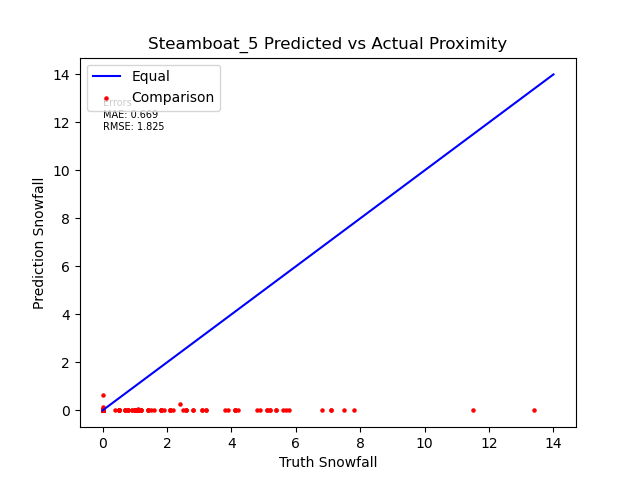 Steamboat_5 Predicted vs Actual Proximity
Equal
Comparison
Errors
MAE: 0.669
RMSE: 1.825
14
12
10
8
6
4
2
0
Prediction Snowfall
0 2 4 6 8 10 12 14
Truth Snowfall